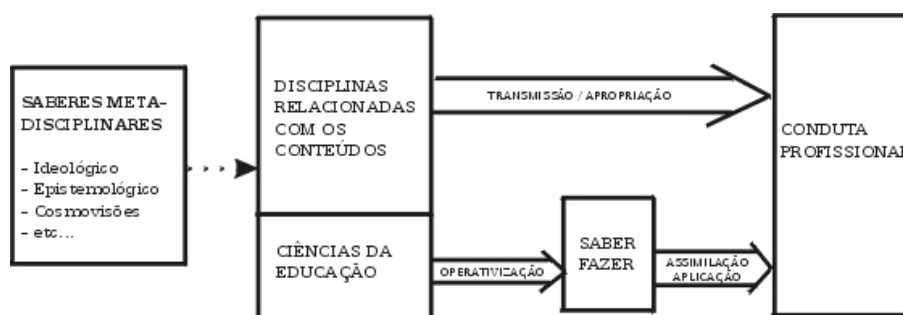 SABERES META-
DISCIPLINARES
- Ideológico
- Epistemológico
- Cosmovisões
- etc...
DISCIPLINAS
RELACIONADAS
COM OS
CONTEÚDOS
CIÊNCIAS DA
EDUCAÇÃO
TRANSMISSÃO / APROPRIAÇÃO
OPERATIVIZAÇÃO
SABER
FAZER
ASSIMILAÇÃO
APLICAÇÃO
CONDUTA
PROFISSIONAL